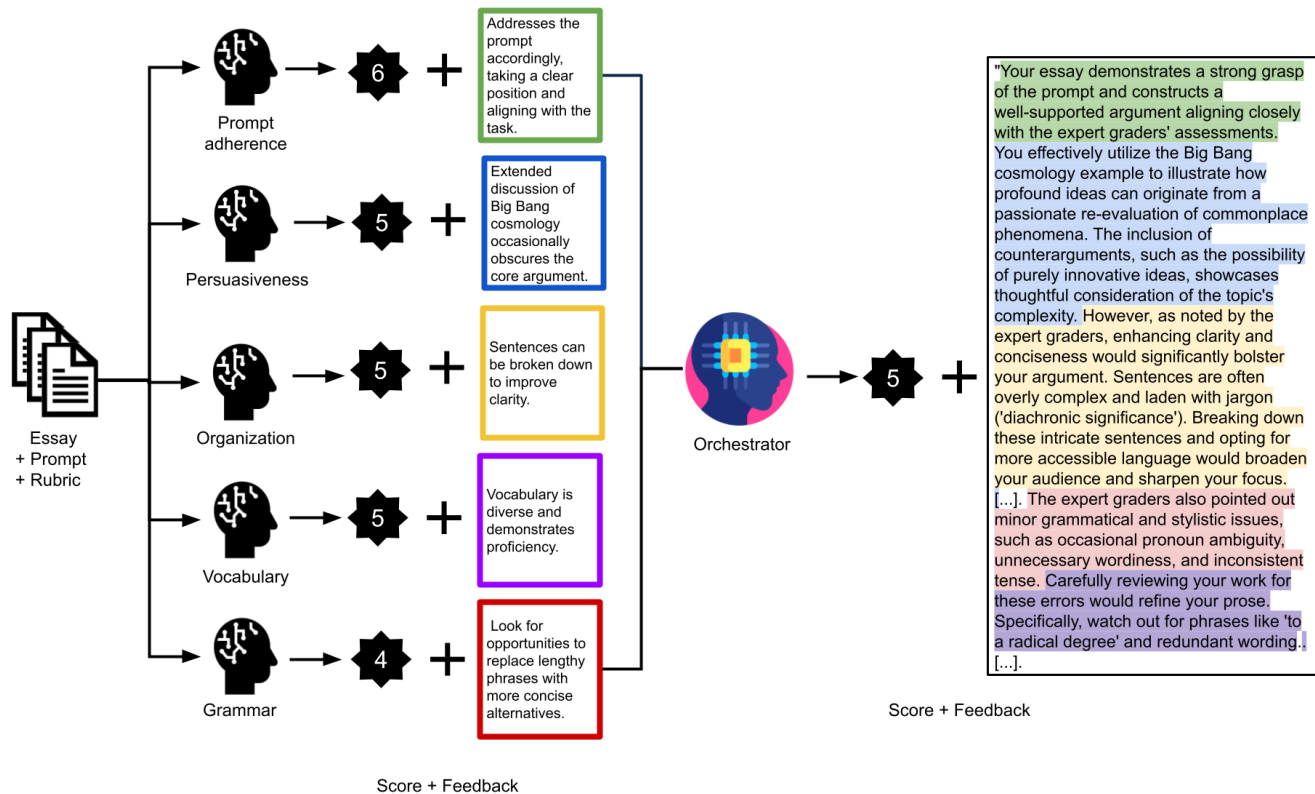 Essay
+ Prompt
+ Rubric
Prompt
adherence
6
+
Addresses the
prompt
accordingly,
taking a clear
position and
aligning with the
task.
Persuasiveness
5
+
Extended
discussion of
Big Bang
cosmology
occasionally
obscures the
core argument.
Organization
5
+
Sentences can
be broken down
to improve
clarity.
Vocabulary
5
+
Vocabulary is
diverse and
demonstrates
proficiency.
Grammar
4
+
Look for
opportunities to
replace lengthy
phrases with
more concise
alternatives.
Score + Feedback
Orchestrator
5
+
"Your essay demonstrates a strong grasp
of the prompt and constructs a
well-supported argument aligning closely
with the expert graders' assessments.
You effectively utilize the Big Bang
cosmology example to illustrate how
profound ideas can originate from a
passionate re-evaluation of commonplace
phenomena. The inclusion of
counterarguments, such as the possibility
of purely innovative ideas, showcases
thoughtful consideration of the topic's
complexity. However, as noted by the
expert graders, enhancing clarity and
conciseness would significantly bolster
your argument. Sentences are often
overly complex and laden with jargon
('diachronic significance'). Breaking down
these intricate sentences and opting for
more accessible language would broaden
your audience and sharpen your focus.
[...]. The expert graders also pointed out
minor grammatical and stylistic issues,
such as occasional pronoun ambiguity,
unnecessary wordiness, and inconsistent
tense. Carefully reviewing your work for
these errors would refine your prose.
Specifically, watch out for phrases like 'to
a radical degree' and redundant wording..
[...].
Score + Feedback